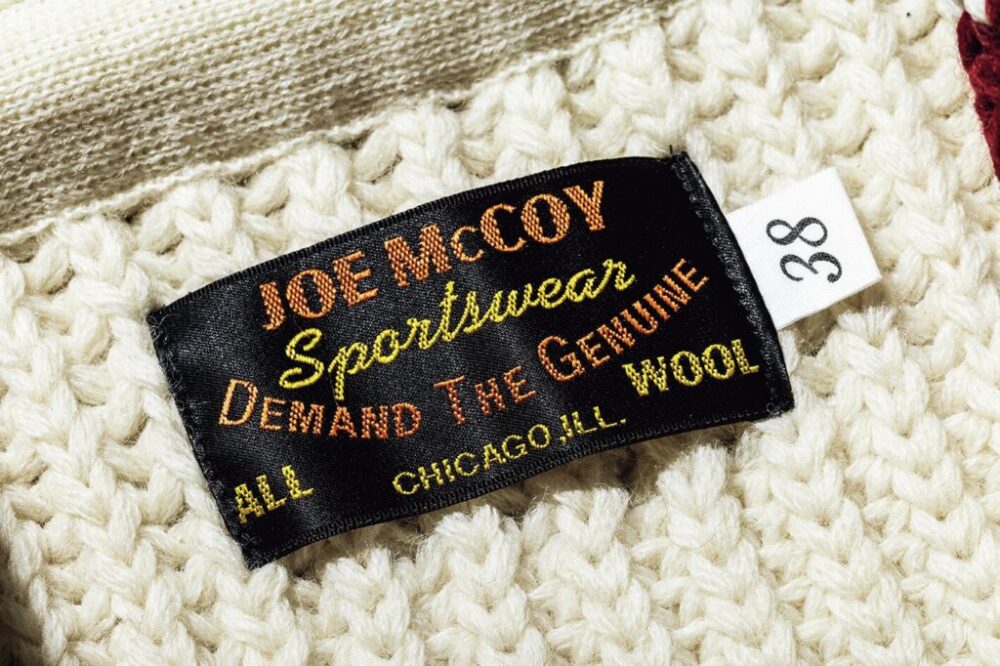 JOE McCOY
Sportswear
DEMAND THE GENUINE
ALL WOOL
CHICAGO, ILL.
38